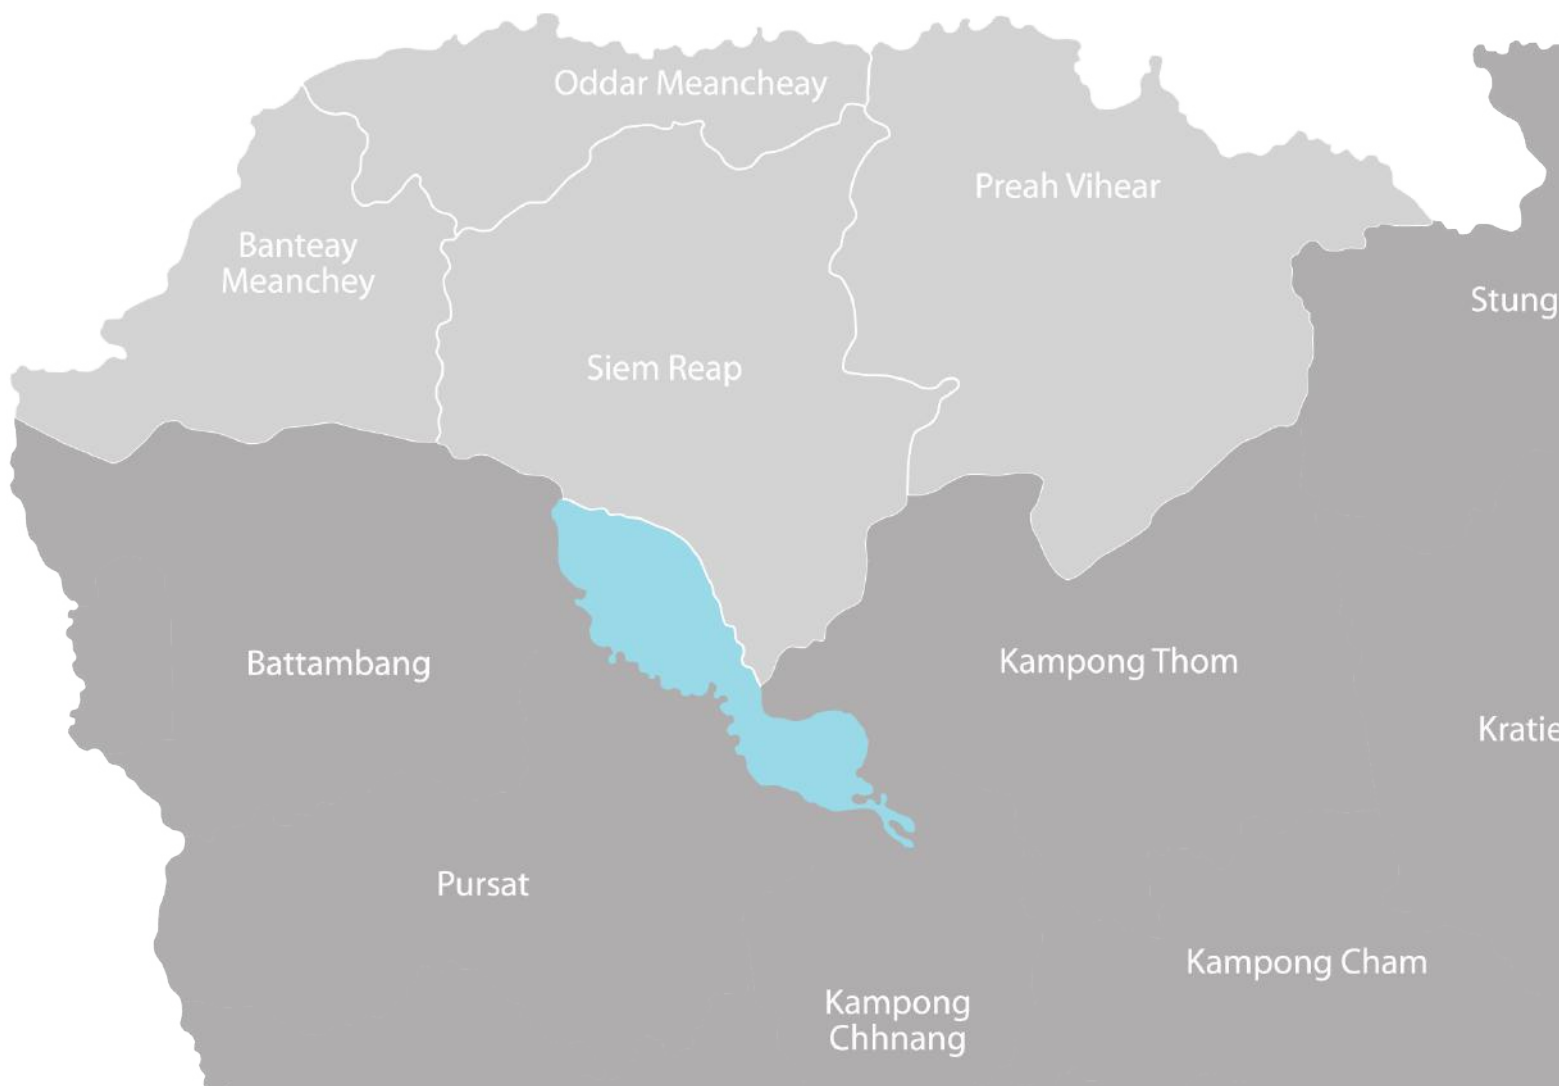 Oddar Meancheay
Preah Vihear
Banteay
Meanchey
Stung
Siem Reap
Battambang
Kampong Thom
Kratie
Pursat
Kampong Cham
Kampong
Chhnang